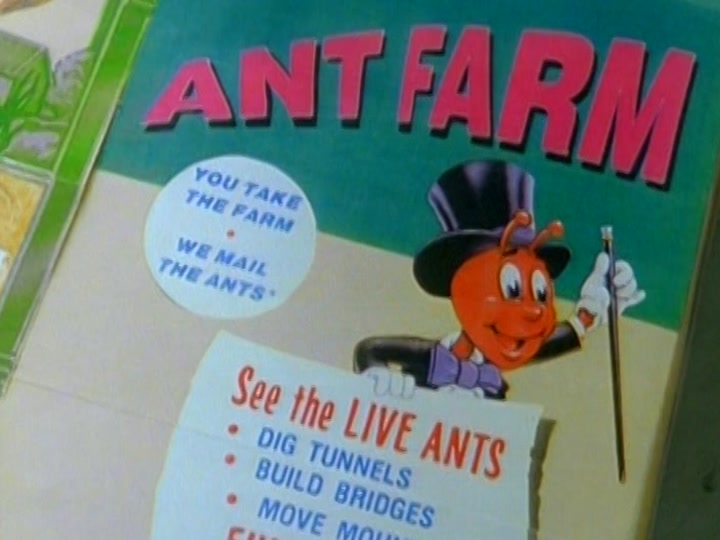 ANT FARM
YOU TAKE
THE FARM
•
WE MAIL
THE ANTS*
See the LIVE ANTS
• DIG TUNNELS
• BUILD BRIDGES
• MOVE